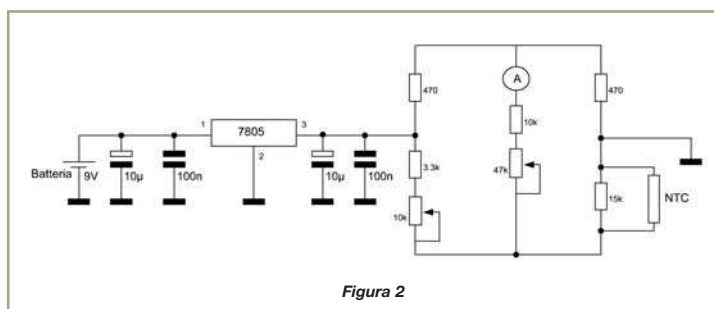 A
470
470
10k
1
7805
3
2
Batteria
9V
10µ
100n
10µ
100n
3.3k
47k
10k
15k
NTC
Figura 2